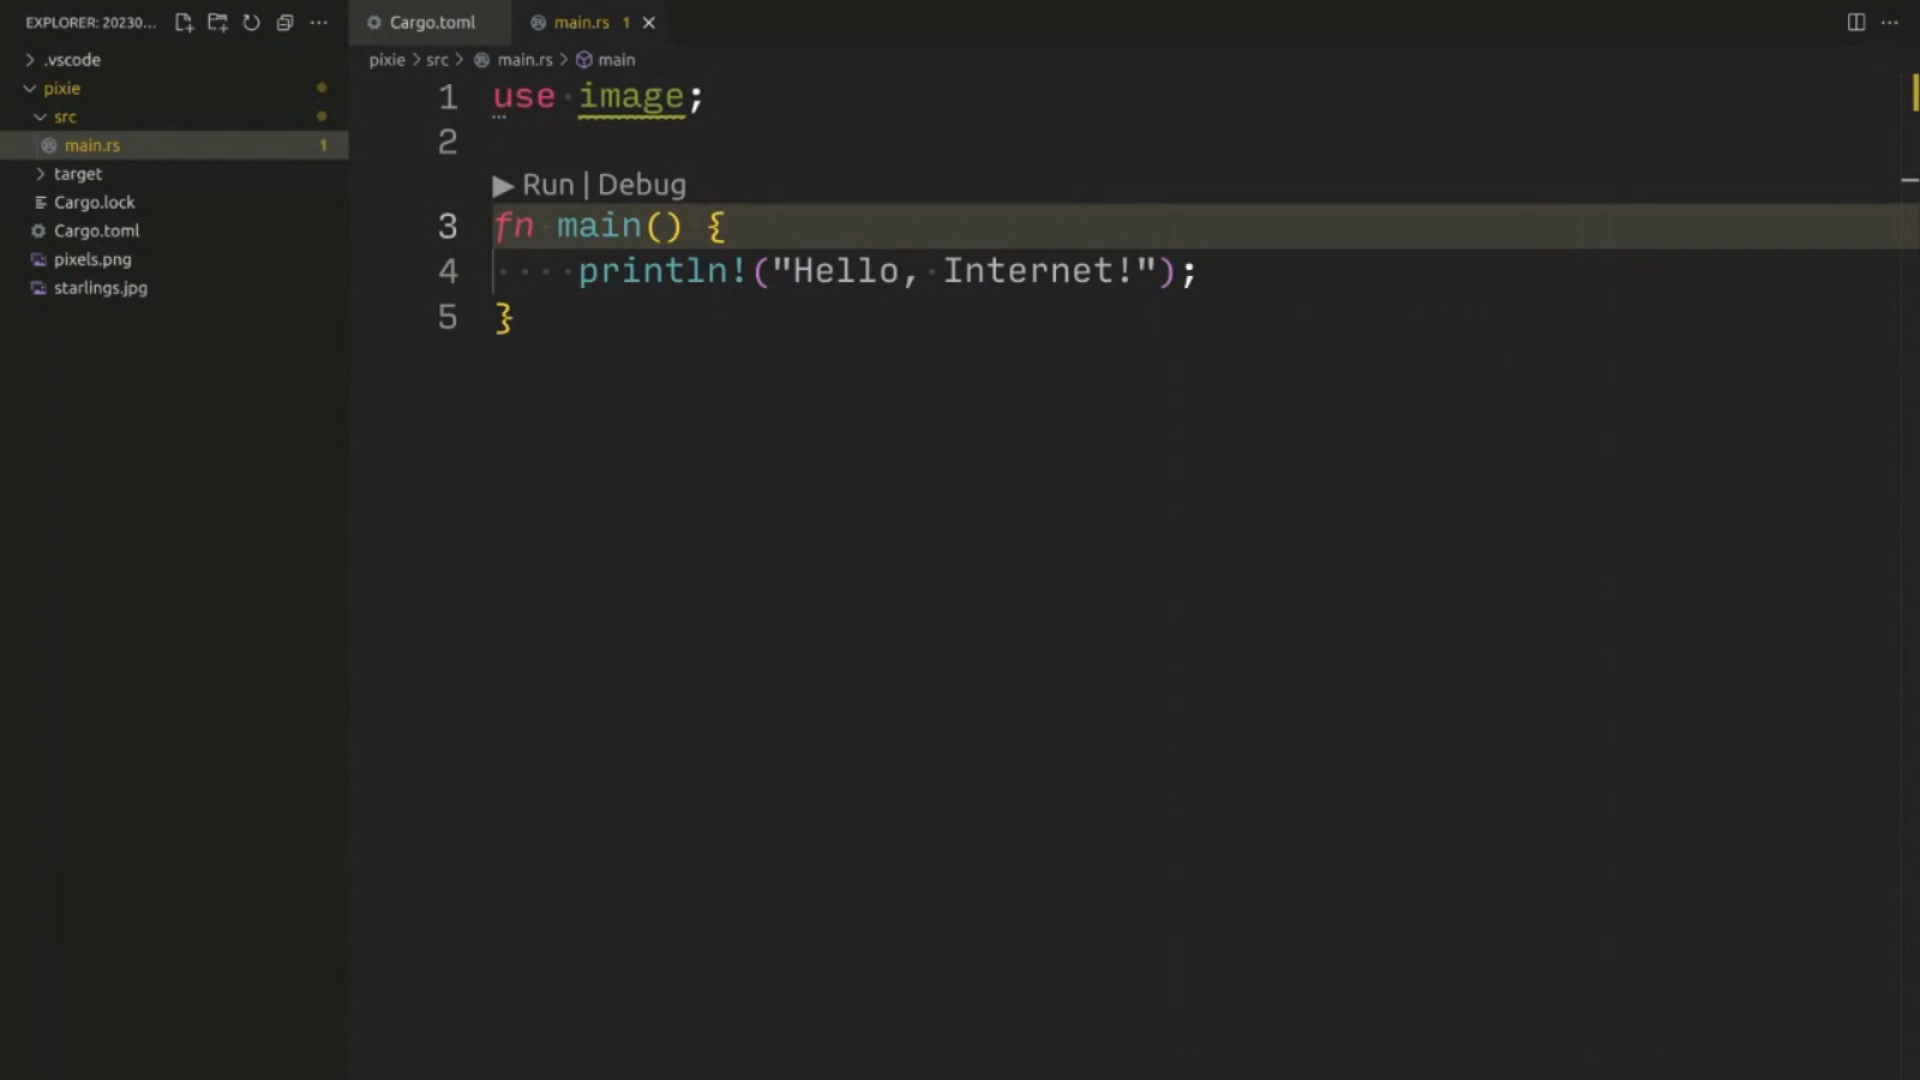 EXPLORER: 20230...
.vscode
pixie
src
main.rs 1
target
Cargo.lock
Cargo.toml
pixels.png
starlings.jpg
Cargo.toml main.rs 1
pixie > src > main.rs > main
1 use image;
2
Run | Debug
3 fn main() {
4 println!("Hello, Internet!");
5 }